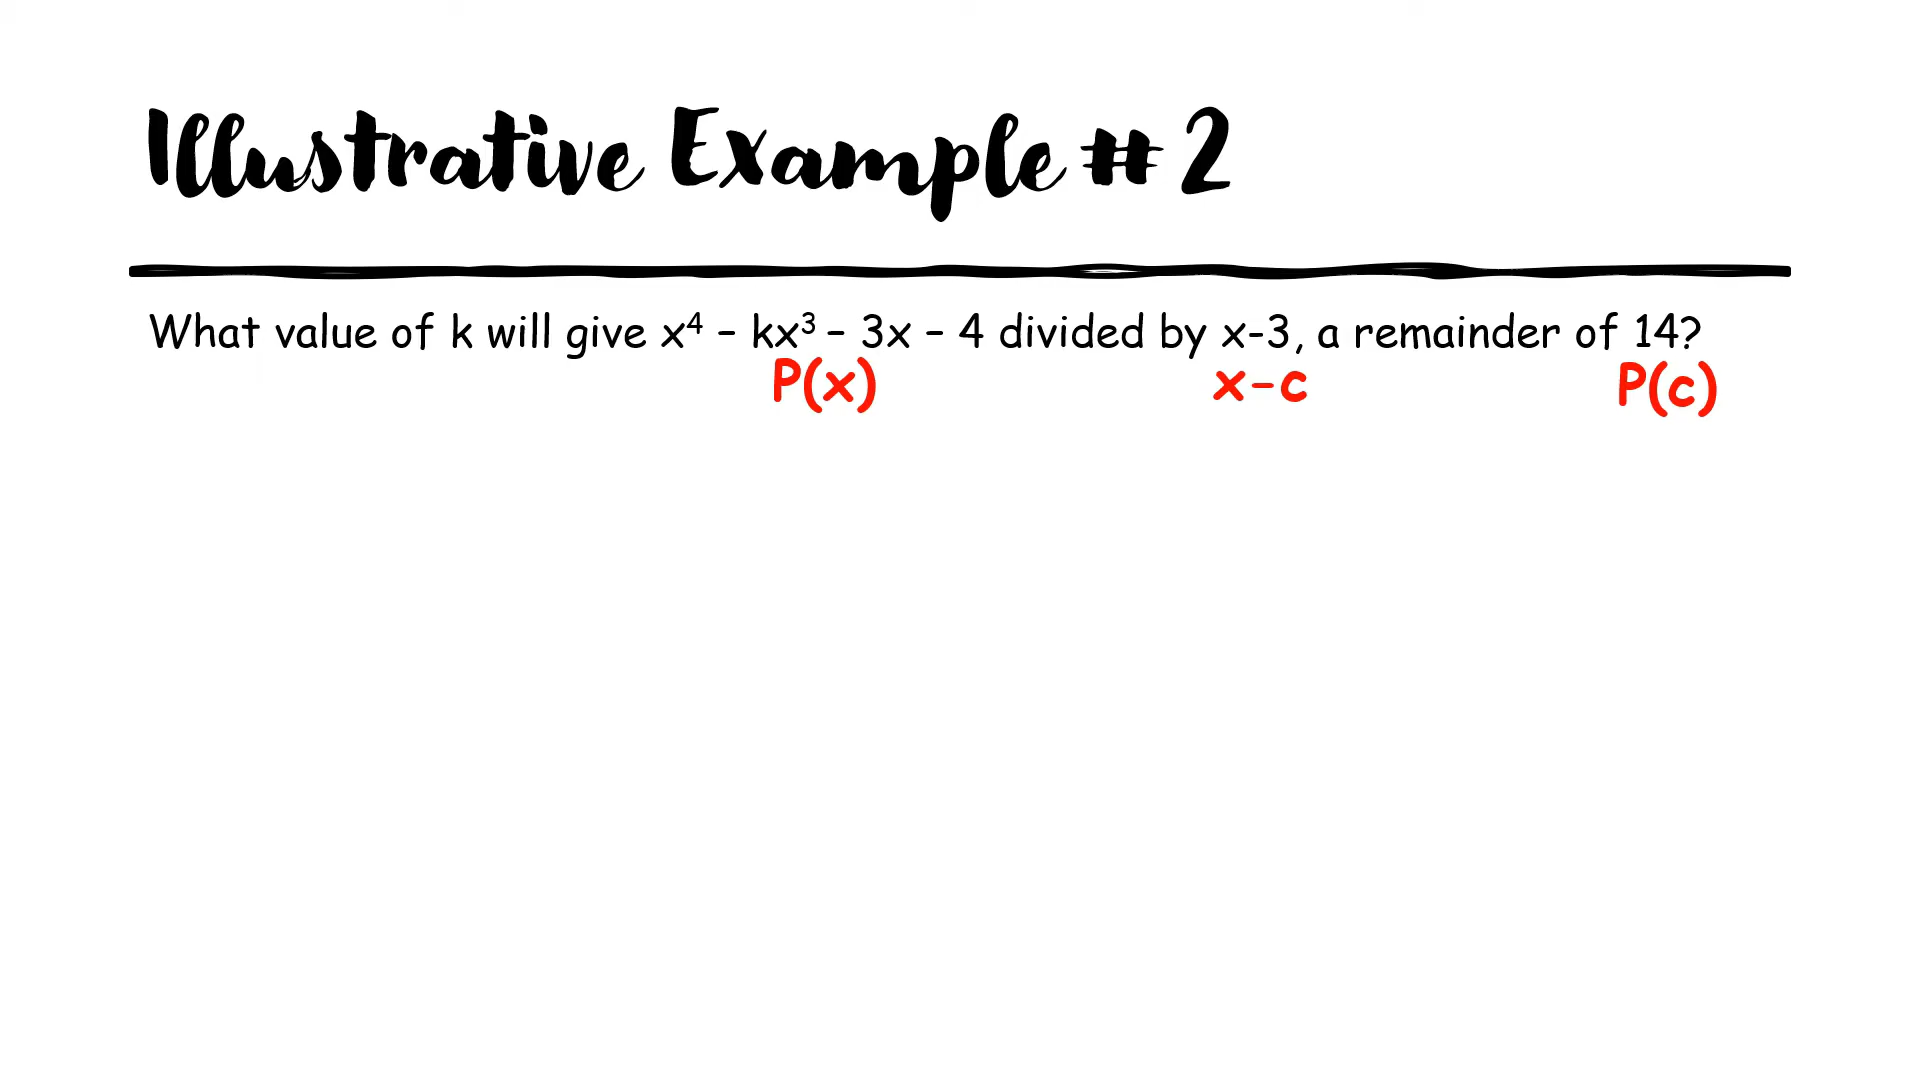 Illustrative Example # 2
What value of k will give x⁴ – kx³ – 3x – 4 divided by x-3, a remainder of 14?
P(x) x–c P(c)